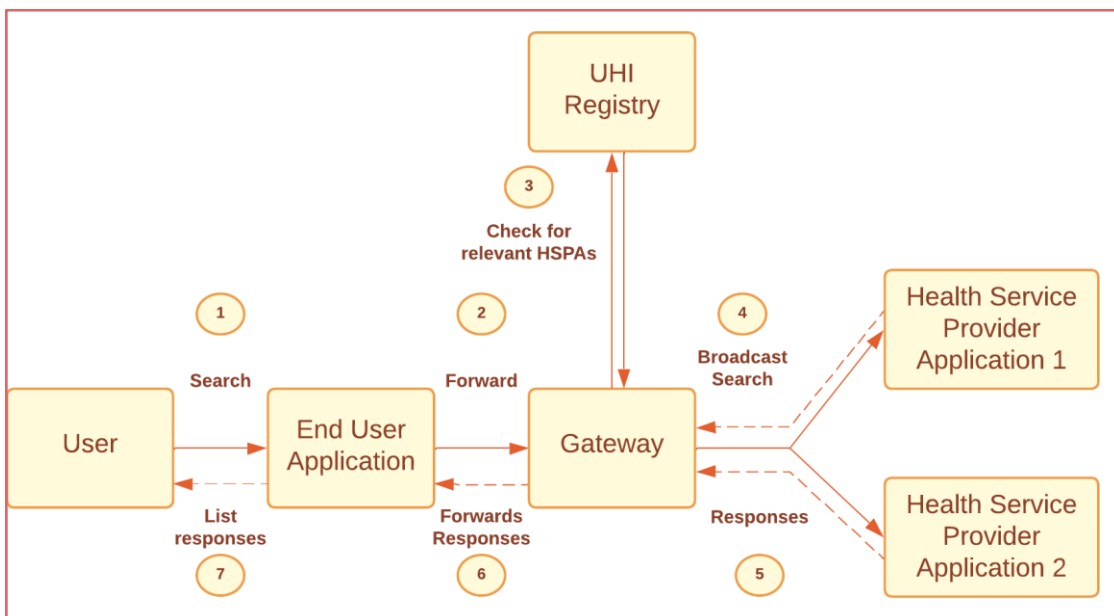 UHI
Registry
3
Check for
relevant HSPAs
1
2
4
Search
Forward
Broadcast
Search
Health Service
Provider
Application 1
User
End User
Application
Gateway
List
responses
Forwards
Responses
Responses
Health Service
Provider
Application 2
7
6
5